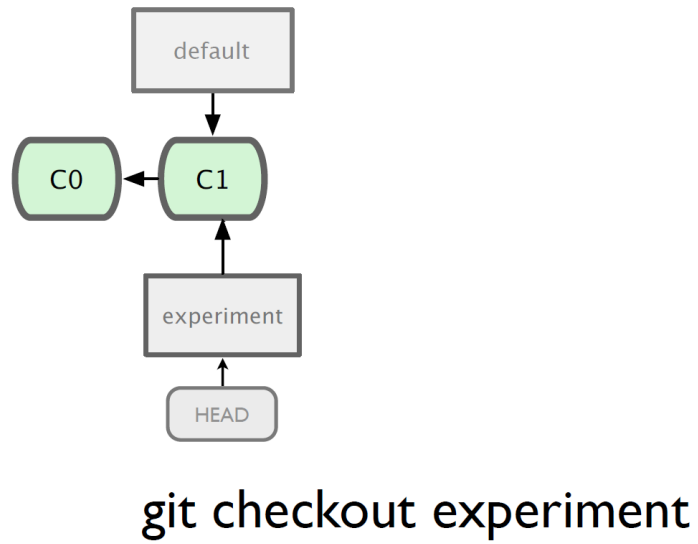 default
C0
C1
experiment
HEAD
git checkout experiment